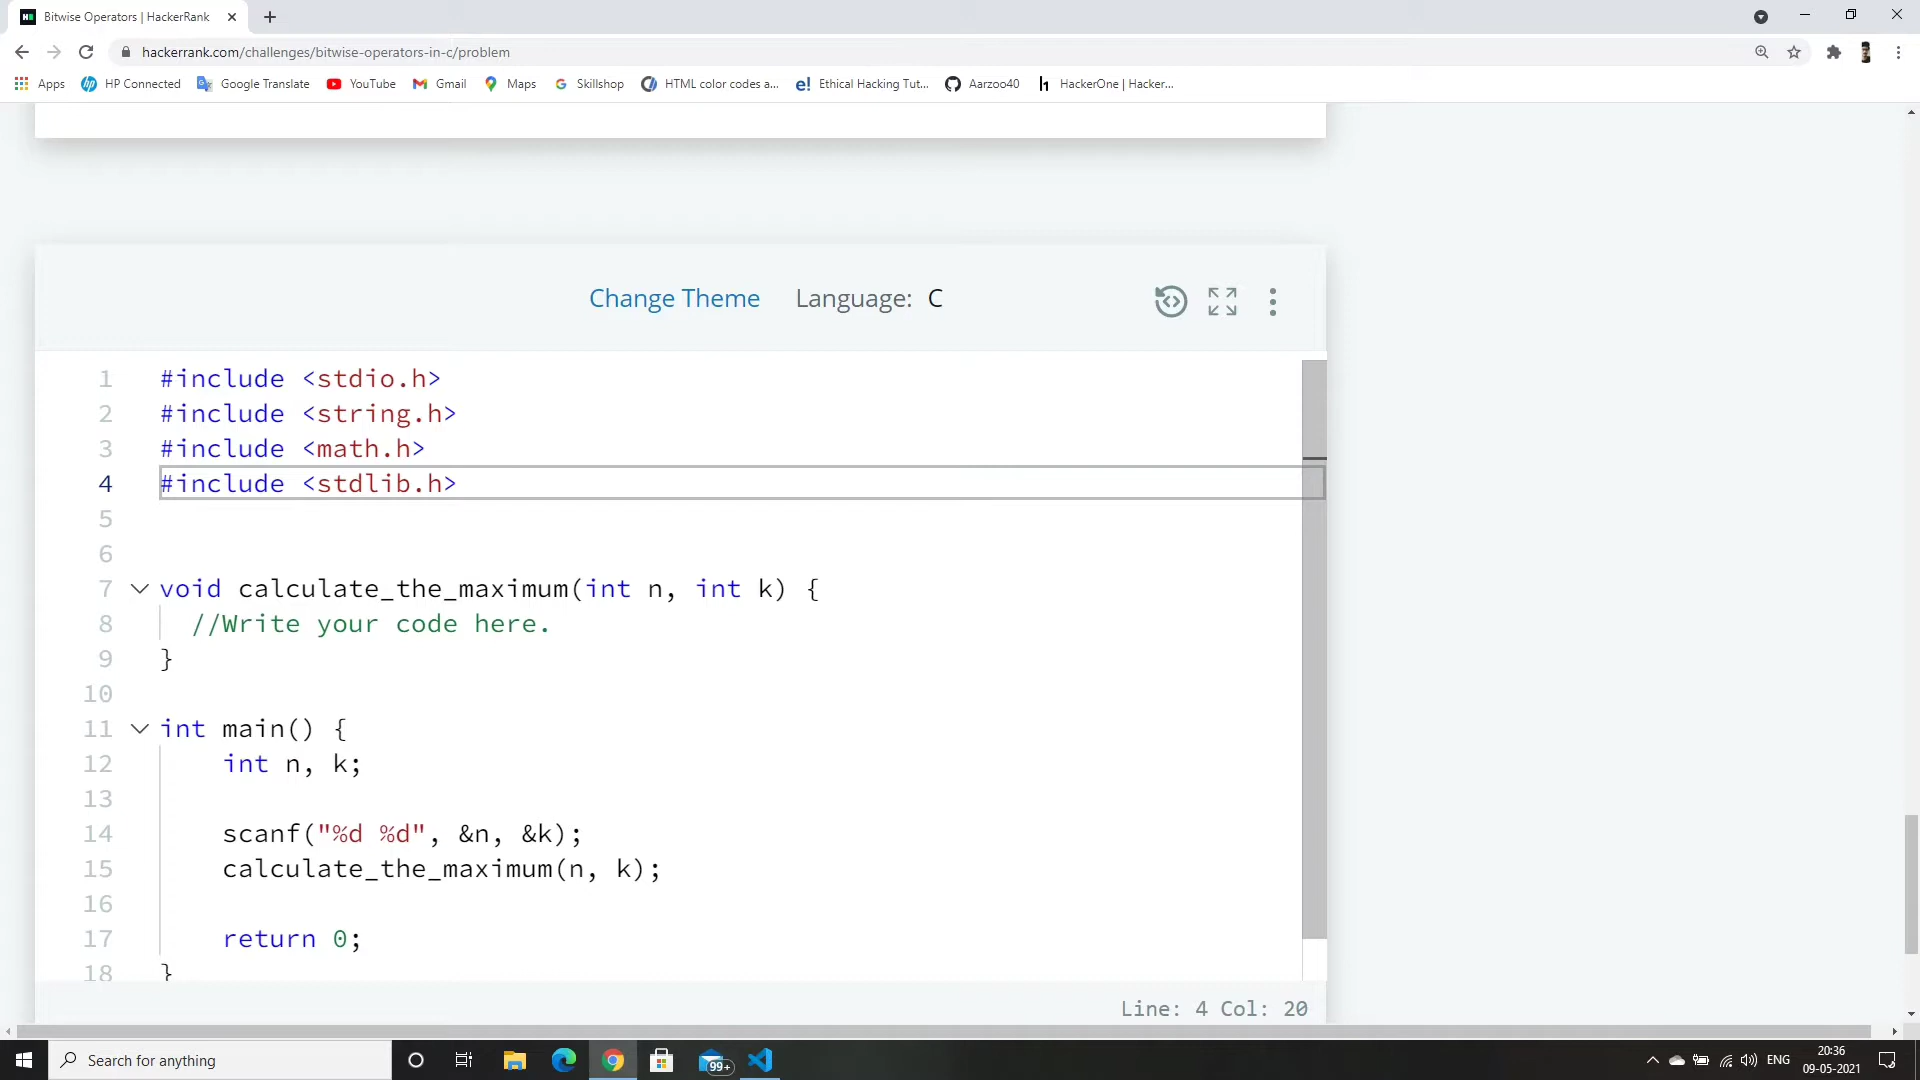 Bitwise Operators | HackerRank
hackerrank.com/challenges/bitwise-operators-in-c/problem
Apps HP Connected Google Translate YouTube Gmail Maps Skillshop HTML color codes a... Ethical Hacking Tut... Aarzoo40 HackerOne | Hacker...
Change Theme Language: C
1 #include <stdio.h>
2 #include <string.h>
3 #include <math.h>
4 #include <stdlib.h>
5
6
7 void calculate_the_maximum(int n, int k) {
8 //Write your code here.
9 }
10
11 int main() {
12 int n, k;
13
14 scanf("%d %d", &n, &k);
15 calculate_the_maximum(n, k);
16
17 return 0;
18 }
Line: 4 Col: 20
Search for anything
99+
ENG
20:36
09-05-2021